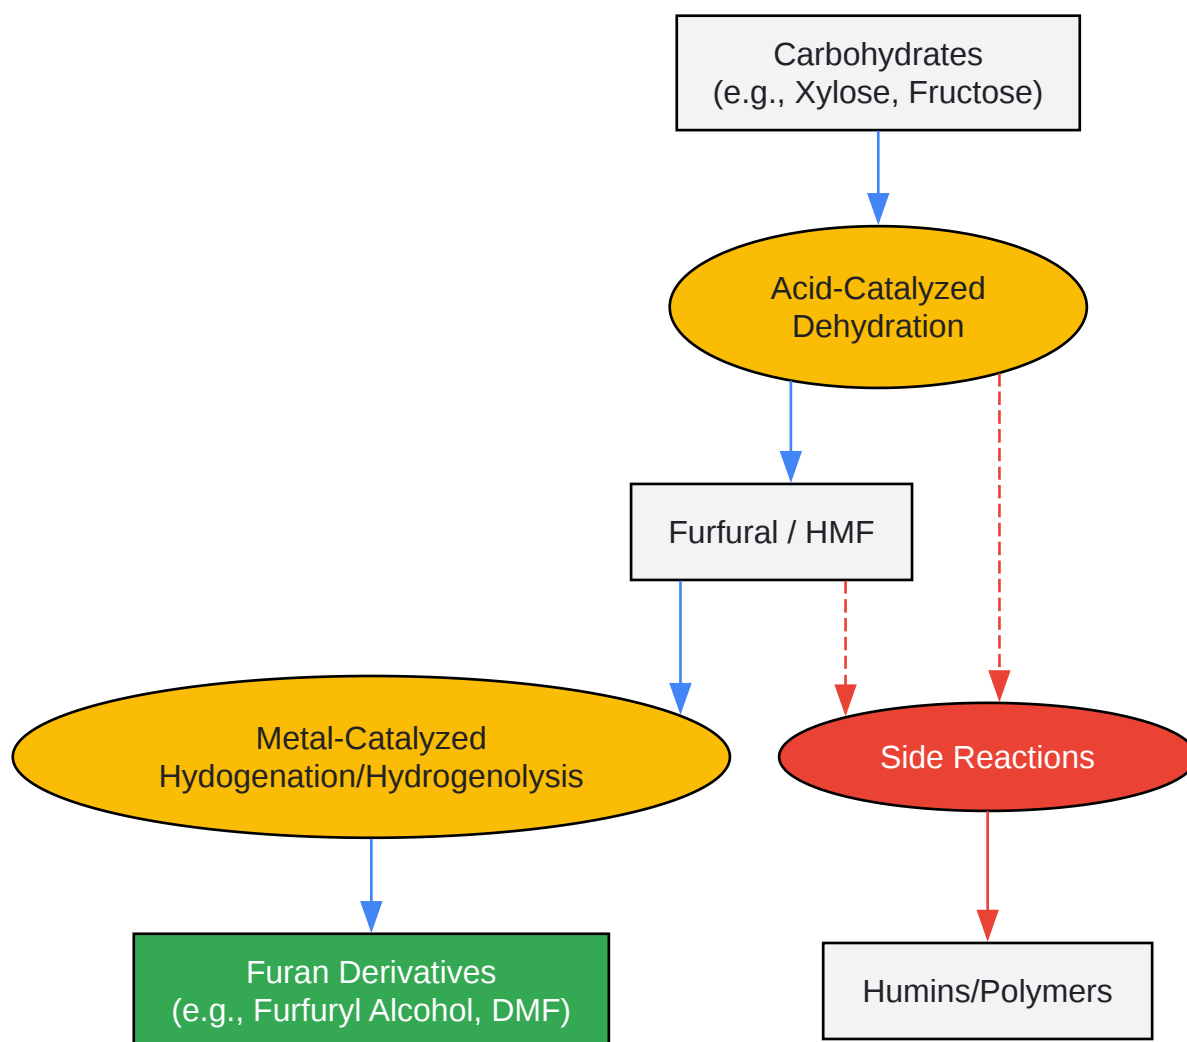 Carbohydrates
(e.g., Xylose, Fructose)
Acid-Catalyzed
Dehydration
Furfural / HMF
Metal-Catalyzed
Hydogenation/Hydrogenolysis
Side Reactions
Furan Derivatives
(e.g., Furfuryl Alcohol, DMF)
Humins/Polymers